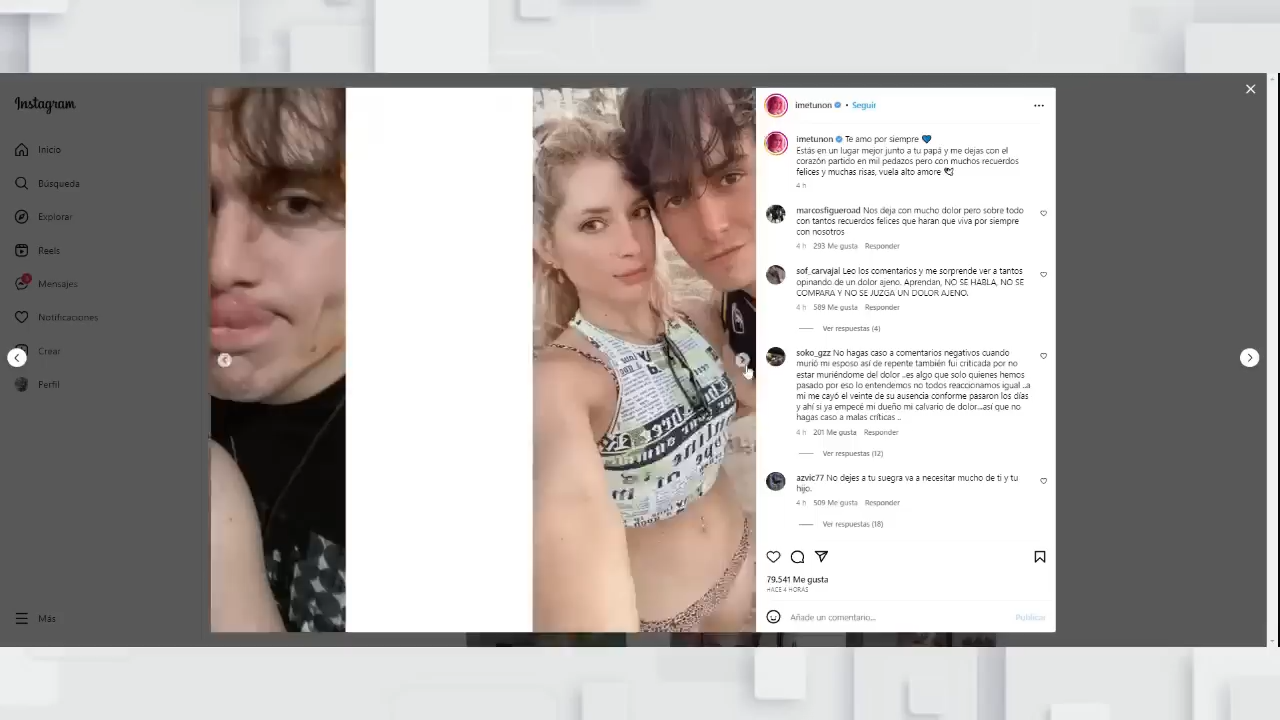 Instagram
Inicio
Búsqueda
Explorar
Reels
Mensajes
Notificaciones
Crear
Perfil
Más
imetunon • Seguir
imetunon Te amo por siempre 💙
Estás en un lugar mejor junto a tu papá y me dejas con el
corazón partido en mil pedazos pero con muchos recuerdos
felices y muchas risas, vuela alto amore 🕊
4 h
marcosfigueroad Nos deja con mucho dolor pero sobre todo
con tantos recuerdos felices que haran que viva por siempre
con nosotros
4 h 293 Me gusta Responder
sof_carvajal Leo los comentarios y me sorprende ver a tantos
opinando de un dolor ajeno. Aprendan, NO SE HABLA, NO SE
COMPARA Y NO SE JUZGA UN DOLOR AJENO.
4 h 589 Me gusta Responder
Ver respuestas (4)
soko_gzz No hagas caso a comentarios negativos cuando
murió mi esposo así de repente también fui criticada por no
estar muriéndome del dolor ..es algo que solo quienes hemos
pasado por eso lo entendemos no todos reaccionamos igual ..a
mi me cayó el veinte de su ausencia conforme pasaron los días
y ahí si ya empecé mi dueño mi calvario de dolor...así que no
hagas caso a malas críticas ..
4 h 201 Me gusta Responder
Ver respuestas (12)
azvic77 No dejes a tu suegra va a necesitar mucho de ti y tu
hijo.
4 h 509 Me gusta Responder
Ver respuestas (18)
79.541 Me gusta
HACE 4 HORAS
Añade un comentario...
Publicar